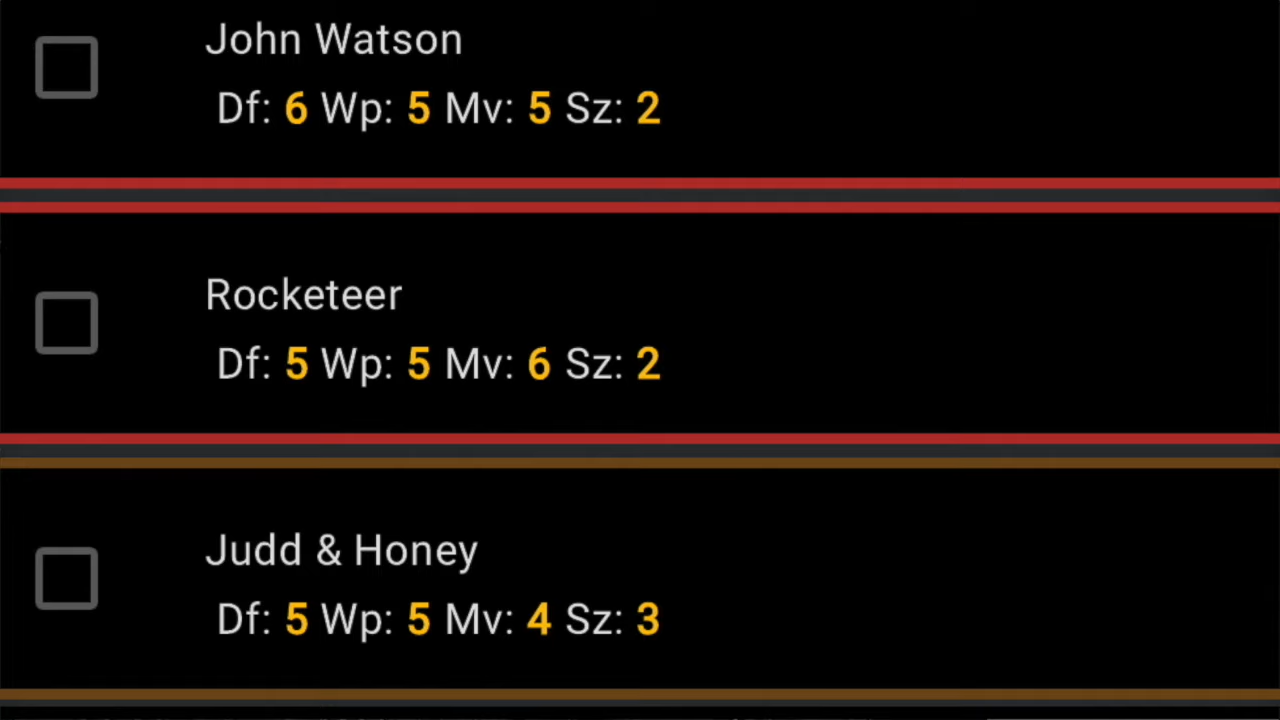 John Watson
Df: 6 Wp: 5 Mv: 5 Sz: 2
Rocketeer
Df: 5 Wp: 5 Mv: 6 Sz: 2
Judd & Honey
Df: 5 Wp: 5 Mv: 4 Sz: 3